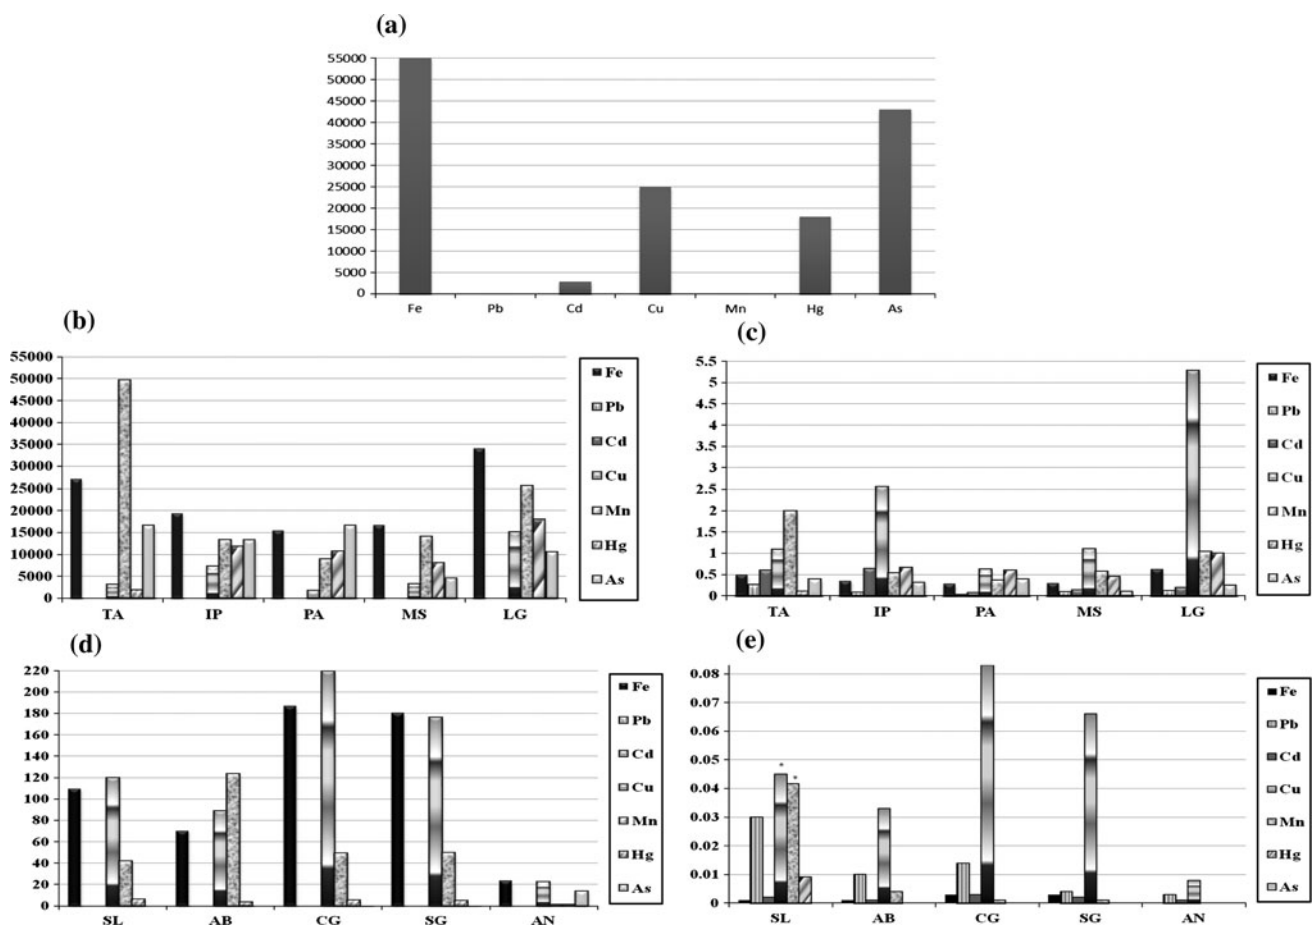 (a)
55000
50000
45000
40000
35000
30000
25000
20000
15000
10000
5000
0
Fe Pb Cd Cu Mn Hg As
(b)
55000
50000
45000
40000
35000
30000
25000
20000
15000
10000
5000
0
TA IP PA MS LG
Fe
Pb
Cd
Cu
Mn
Hg
As
(c)
5.5
5
4.5
4
3.5
3
2.5
2
1.5
1
0.5
0
TA IP PA MS LG
Fe
Pb
Cd
Cu
Mn
Hg
As
(d)
220
200
180
160
140
120
100
80
60
40
20
0
SL AB CG SG AN
Fe
Pb
Cd
Cu
Mn
Hg
As
(e)
0.08
0.07
0.06
0.05
0.04
0.03
0.02
0.01
0
* *
SL AB CG SG AN
Fe
Pb
Cd
Cu
Mn
Hg
As